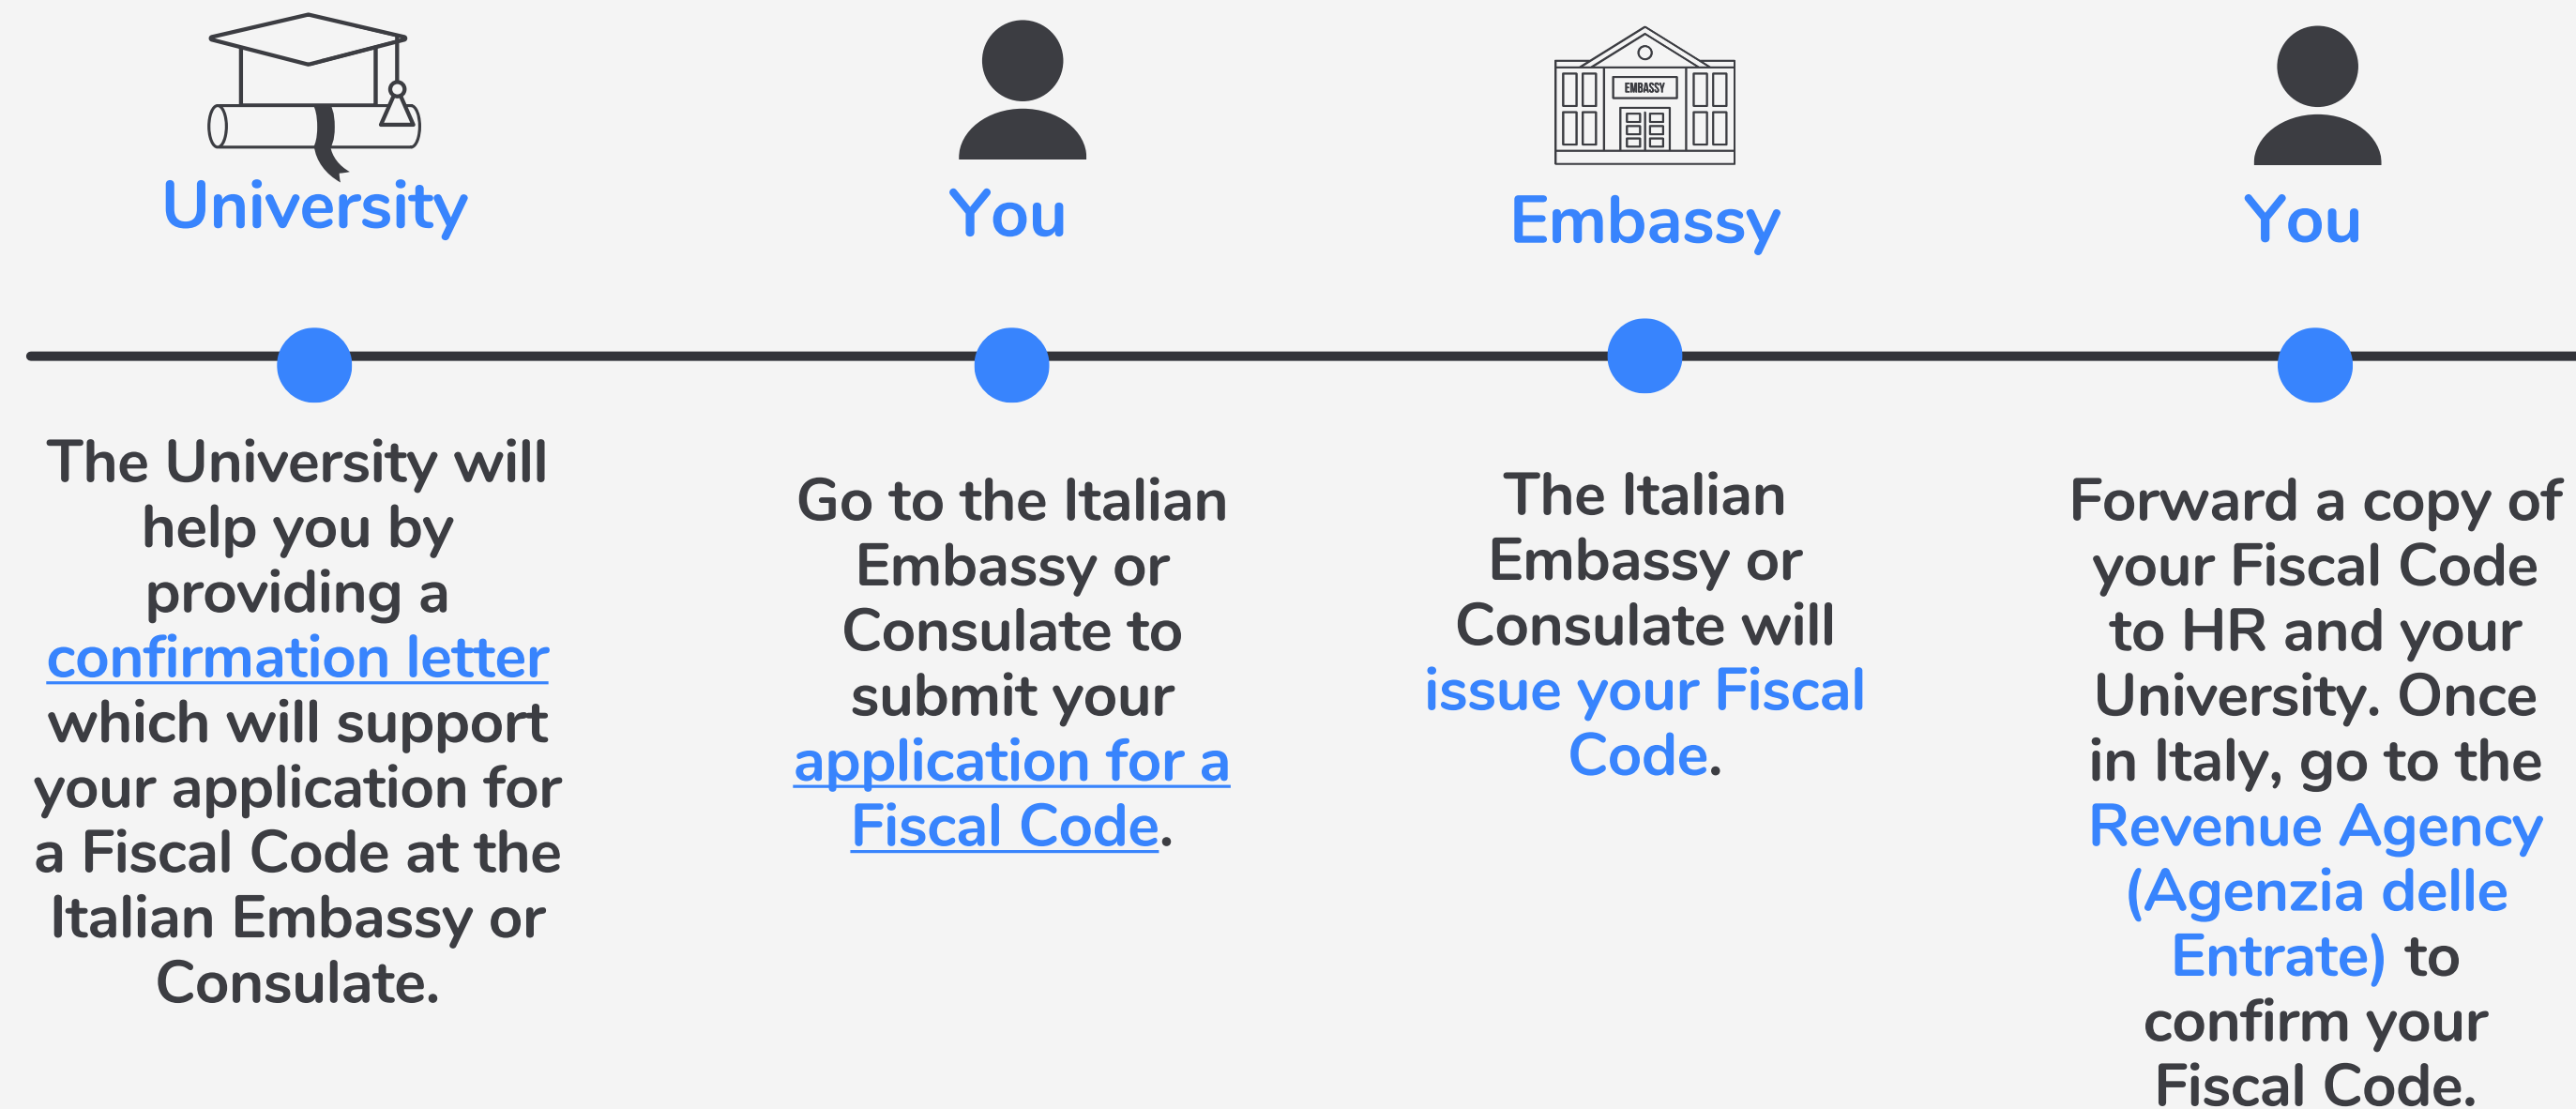 EMBASSY
University
You
Embassy
You
The University will
help you by
providing a
confirmation letter
which will support
your application for
a Fiscal Code at the
Italian Embassy or
Consulate.
Go to the Italian
Embassy or
Consulate to
submit your
application for a
Fiscal Code.
The Italian
Embassy or
Consulate will
issue your Fiscal
Code.
Forward a copy of
your Fiscal Code
to HR and your
University. Once
in Italy, go to the
Revenue Agency
(Agenzia delle
Entrate) to
confirm your
Fiscal Code.